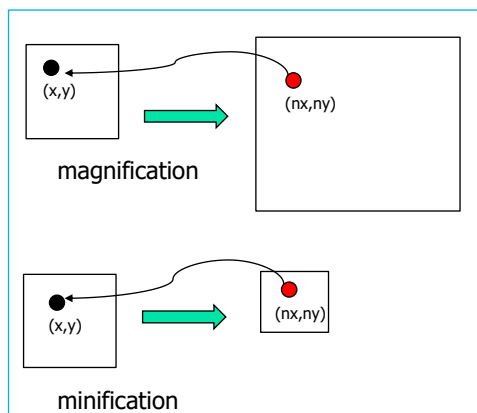 (x,y)
(nx,ny)
magnification
(x,y)
(nx,ny)
minification